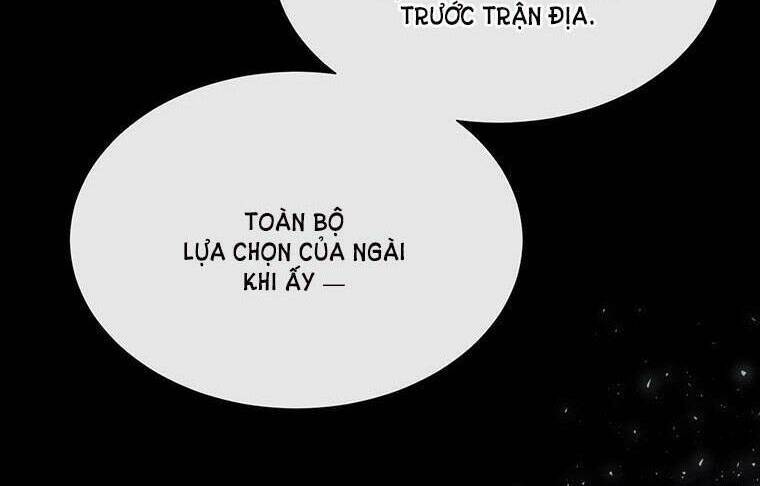 TRƯỚC TRẬN ĐỊA.
TOÀN BỘ
LỰA CHỌN CỦA NGÀI
KHI ẤY —